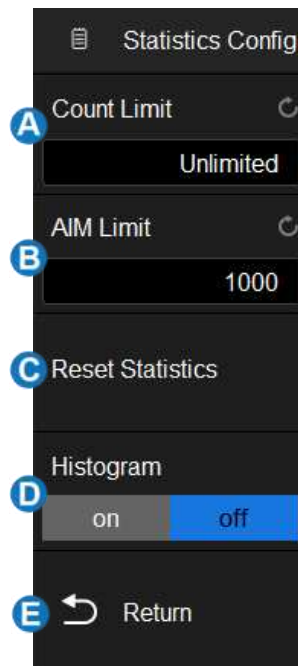 Statistics Config
A
Count Limit
Unlimited
B
AIM Limit
1000
C
Reset Statistics
D
Histogram
on off
E
Return